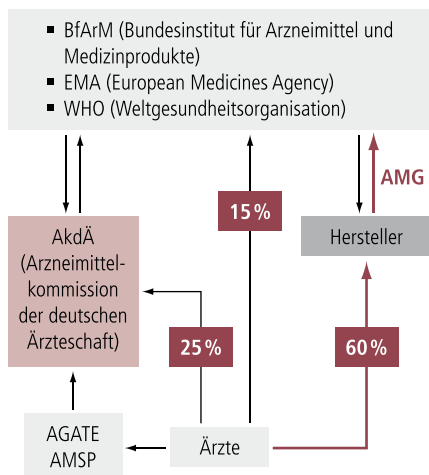 ▪ BfArM (Bundesinstitut für Arzneimittel und
Medizinprodukte)
▪ EMA (European Medicines Agency)
▪ WHO (Weltgesundheitsorganisation)
AMG
15 %
AkdÄ
(Arzneimittel-
kommission
der deutschen
Ärzteschaft)
Hersteller
25 %
60 %
AGATE
AMSP
Ärzte